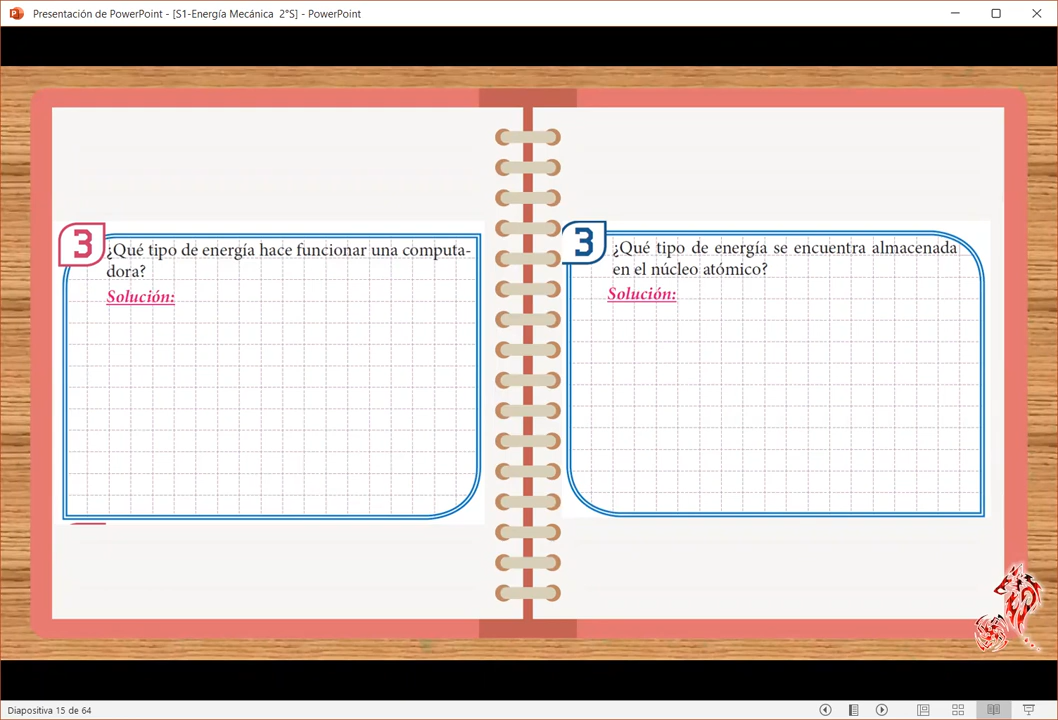 Presentación de PowerPoint - [S1-Energía Mecánica 2°S] - PowerPoint
3
¿Qué tipo de energía hace funcionar una computa-
dora?
Solución:
3
¿Qué tipo de energía se encuentra almacenada
en el núcleo atómico?
Solución:
Diapositiva 15 de 64